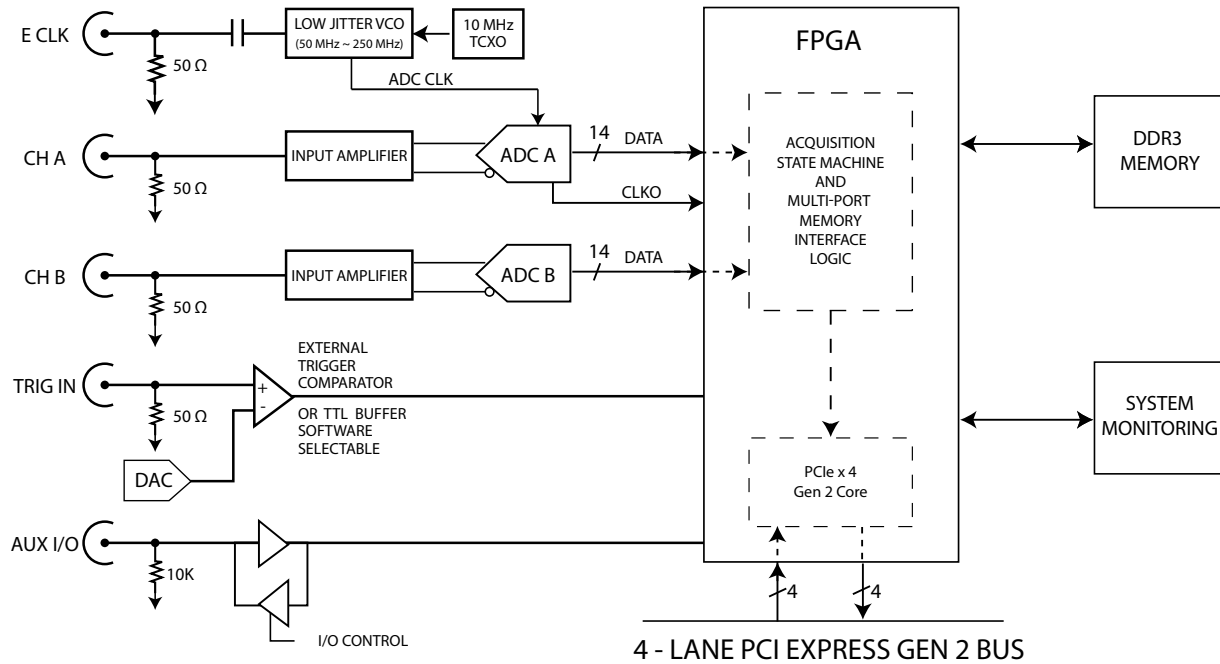 E CLK
50 Ω
LOW JITTER VCO
(50 MHz ~ 250 MHz)
10 MHz
TCXO
ADC CLK
FPGA
CH A
50 Ω
INPUT AMPLIFIER
ADC A
14
DATA
CLKO
ACQUISITION
STATE MACHINE
AND
MULTI-PORT
MEMORY
INTERFACE
LOGIC
DDR3
MEMORY
CH B
50 Ω
INPUT AMPLIFIER
ADC B
14
DATA
TRIG IN
50 Ω
+
-
DAC
EXTERNAL
TRIGGER
COMPARATOR
OR TTL BUFFER
SOFTWARE
SELECTABLE
SYSTEM
MONITORING
PCIe x 4
Gen 2 Core
AUX I/O
10K
I/O CONTROL
4
4
4 - LANE PCI EXPRESS GEN 2 BUS